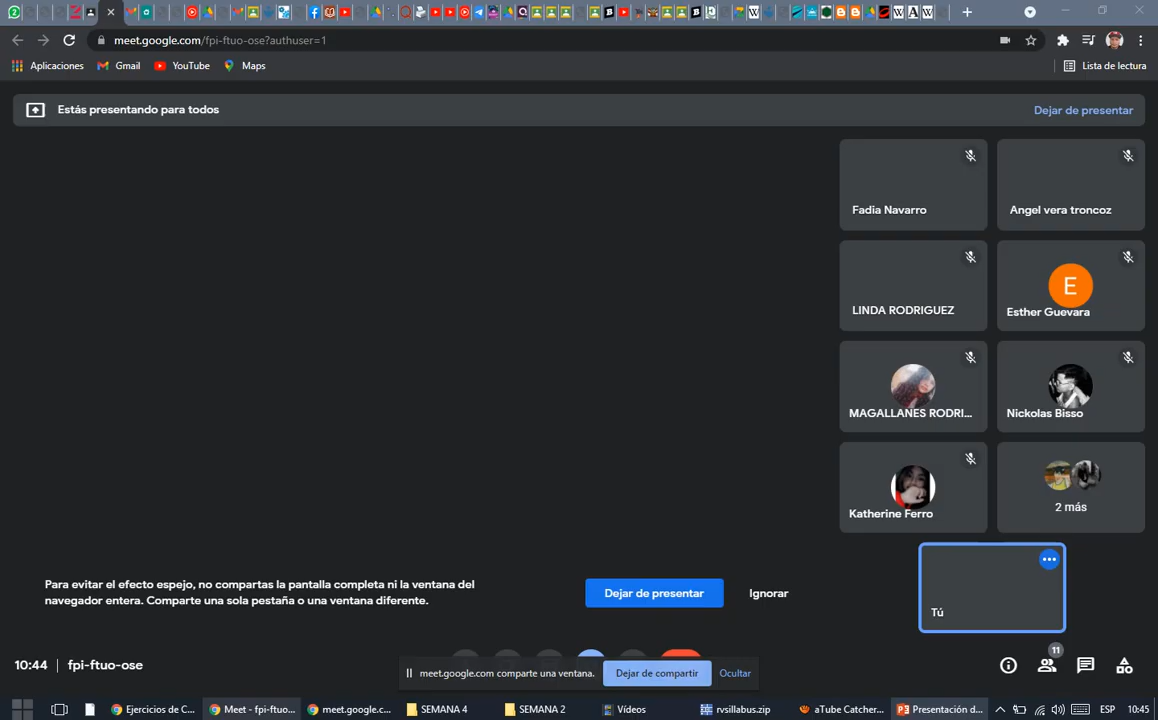 meet.google.com/fpi-ftuo-ose?authuser=1
Aplicaciones
Gmail
YouTube
Maps
Lista de lectura
Estás presentando para todos
Dejar de presentar
Fadia Navarro
Angel vera troncoz
LINDA RODRIGUEZ
E
Esther Guevara
MAGALLANES RODRI...
Nickolas Bisso
Katherine Ferro
2 más
Tú
Para evitar el efecto espejo, no compartas la pantalla completa ni la ventana del
navegador entera. Comparte una sola pestaña o una ventana diferente.
Dejar de presentar
Ignorar
10:44 | fpi-ftuo-ose
11
meet.google.com comparte una ventana.
Dejar de compartir
Ocultar
Ejercicios de C...
Meet - fpi-ftuo...
meet.google.c...
SEMANA 4
SEMANA 2
Vídeos
rvsillabus.zip
aTube Catcher...
Presentación d...
ESP
10:45